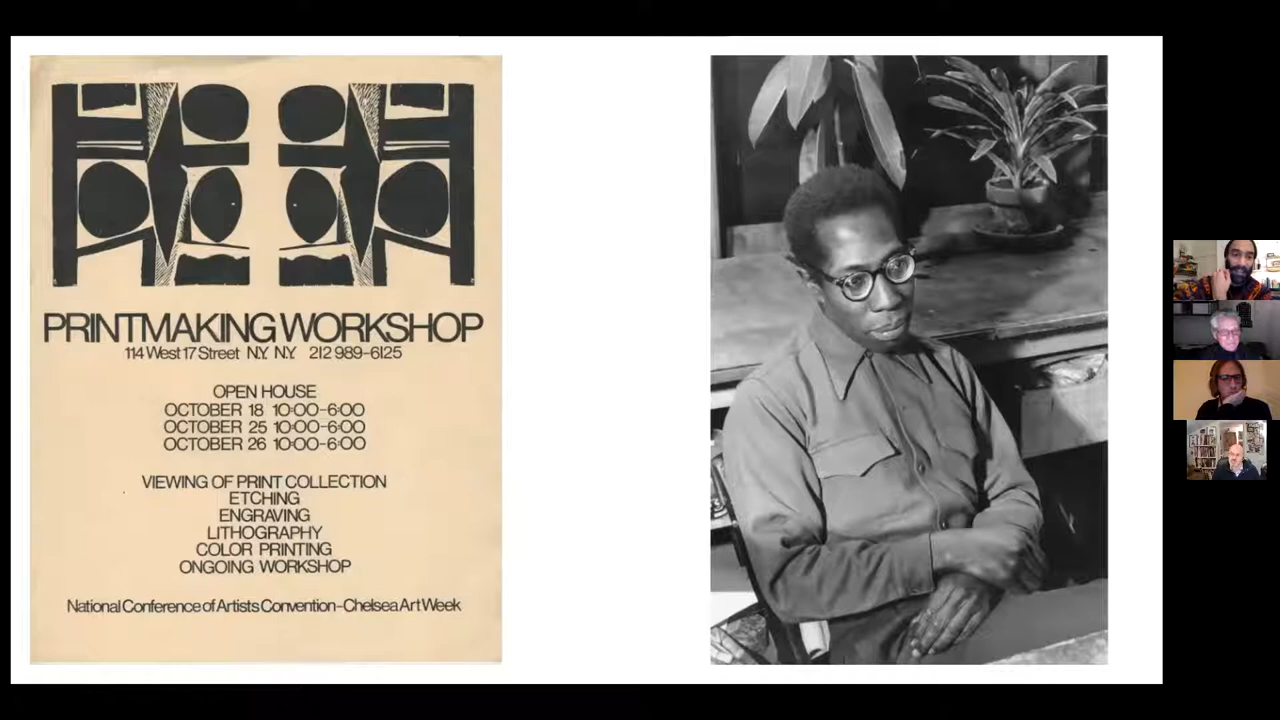 PRINTMAKING WORKSHOP
114 West 17 Street N.Y. N.Y. 212 989-6125
OPEN HOUSE
OCTOBER 18 10:00-6:00
OCTOBER 25 10:00-6:00
OCTOBER 26 10:00-6:00
VIEWING OF PRINT COLLECTION
ETCHING
ENGRAVING
LITHOGRAPHY
COLOR PRINTING
ONGOING WORKSHOP
National Conference of Artists Convention-Chelsea Art Week